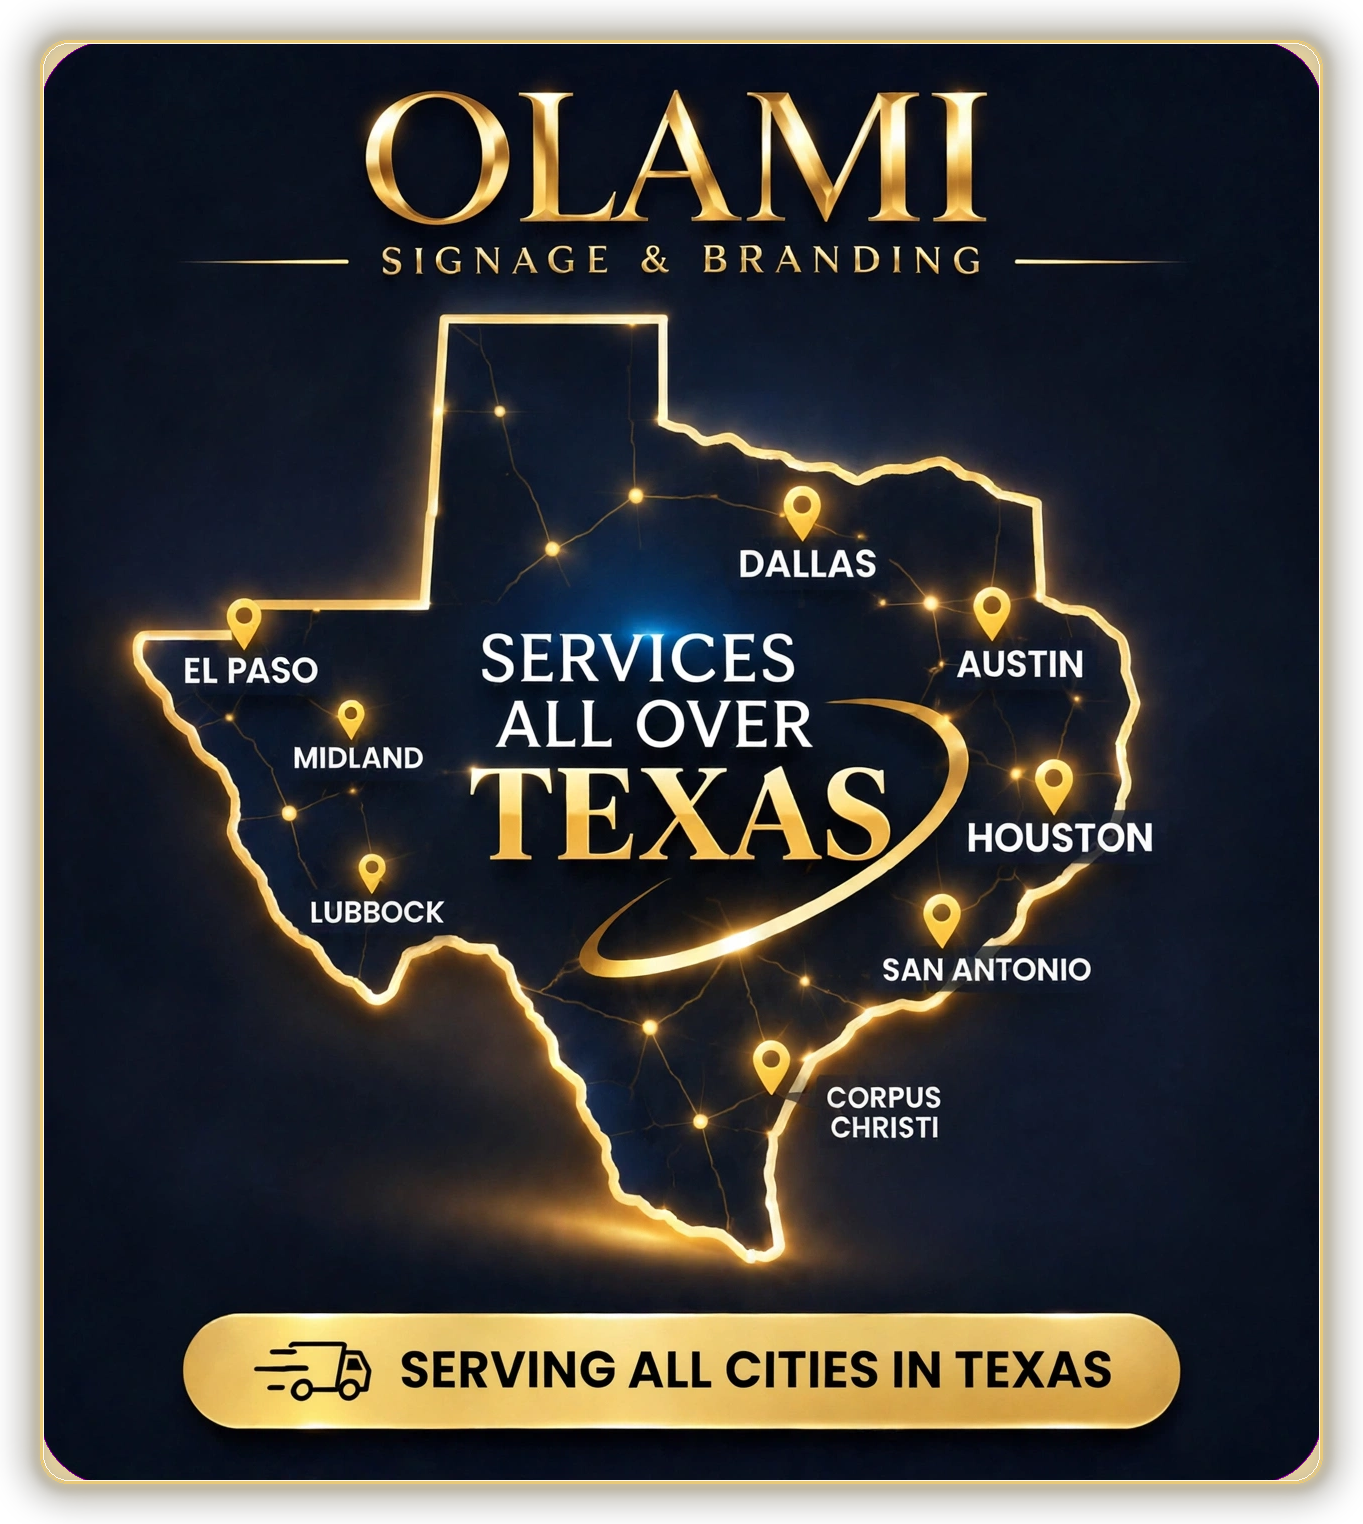 OLAMI
SIGNAGE & BRANDING
DALLAS
AUSTIN
EL PASO
SERVICES
ALL OVER
TEXAS
MIDLAND
HOUSTON
LUBBOCK
SAN ANTONIO
CORPUS
CHRISTI
SERVING ALL CITIES IN TEXAS